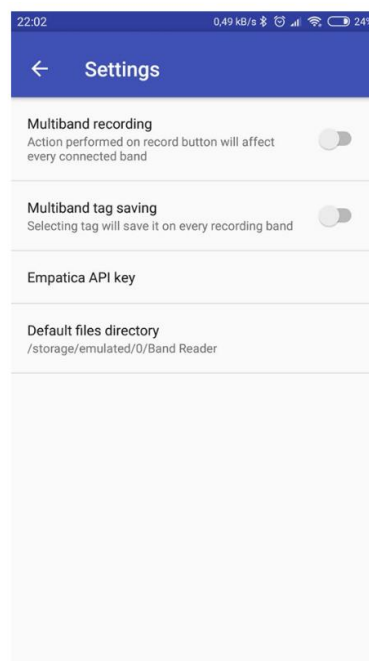 22:02 0,49 kB/s 24%
Settings
Multiband recording
Action performed on record button will affect
every connected band
Multiband tag saving
Selecting tag will save it on every recording band
Empatica API key
Default files directory
/storage/emulated/0/Band Reader